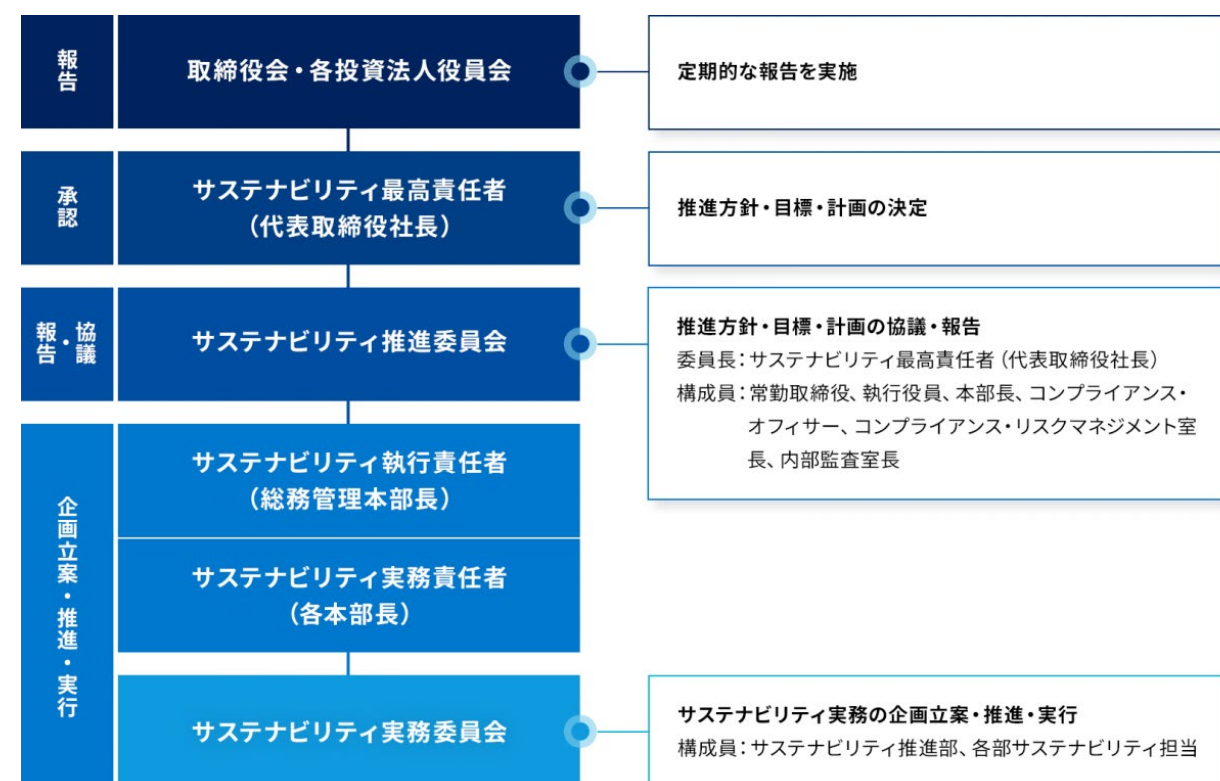 報告
取締役会・各投資法人役員会
定期的な報告を実施
承認
サステナビリティ最高責任者
（代表取締役社長）
推進方針・目標・計画の決定
協議・
報告
サステナビリティ推進委員会
推進方針・目標・計画の協議・報告
委員長：サステナビリティ最高責任者（代表取締役社長）
構成員：常勤取締役、執行役員、本部長、コンプライアンス・
オフィサー、コンプライアンス・リスクマネジメント室
長、内部監査室長
企画立案・推進・実行
サステナビリティ執行責任者
（総務管理本部長）
サステナビリティ実務責任者
（各本部長）
サステナビリティ実務委員会
サステナビリティ実務の企画立案・推進・実行
構成員：サステナビリティ推進部、各部サステナビリティ担当